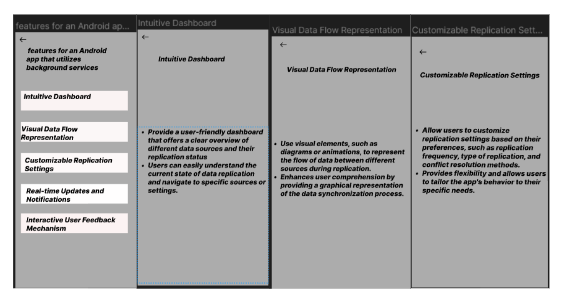 features for an Android ap...
←
features for an Android
app that utilizes
background services
Intuitive Dashboard
Visual Data Flow
Representation
Customizable Replication
Settings
Real-time Updates and
Notifications
Interactive User Feedback
Mechanism
Intuitive Dashboard
←
Intuitive Dashboard
• Provide a user-friendly dashboard
that offers a clear overview of
different data sources and their
replication status
• Users can easily understand the
current state of data replication
and navigate to specific sources or
settings.
Visual Data Flow Representation
←
Visual Data Flow Representation
• Use visual elements, such as
diagrams or animations, to represent
the flow of data between different
sources during replication.
• Enhances user comprehension by
providing a graphical representation
of the data synchronization process.
Customizable Replication Sett...
←
Customizable Replication Settings
• Allow users to customize
replication settings based on their
preferences, such as replication
frequency, type of replication, and
conflict resolution methods.
• Provides flexibility and allows users
to tailor the app's behavior to their
specific needs.